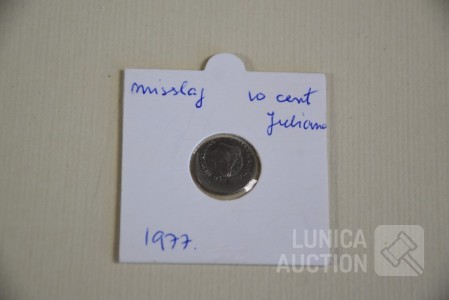 misslag 10 cent
Juliana
1977.
LUNICA
AUCTION